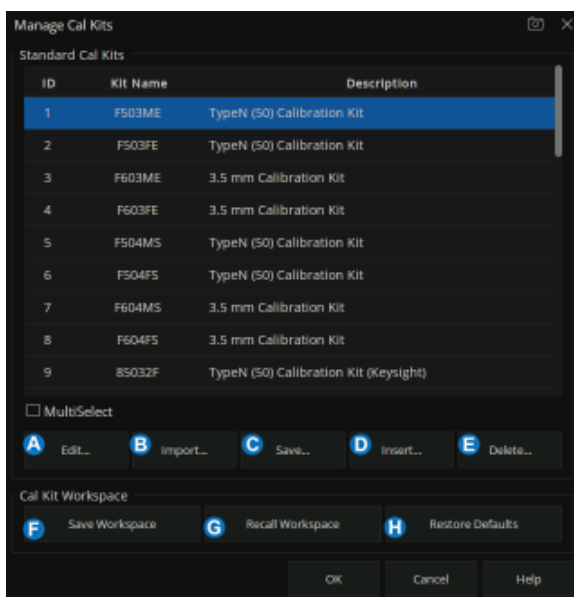 Manage Cal Kits
Standard Cal Kits
ID Kit Name Description
1 F503ME TypeN (50) Calibration Kit
2 F503FE TypeN (50) Calibration Kit
3 F603ME 3.5 mm Calibration Kit
4 F603FE 3.5 mm Calibration Kit
5 F504MS TypeN (50) Calibration Kit
6 F504FS TypeN (50) Calibration Kit
7 F604MS 3.5 mm Calibration Kit
8 F604FS 3.5 mm Calibration Kit
9 85032F TypeN (50) Calibration Kit (Keysight)
MultiSelect
A Edit... B Import... C Save... D Insert... E Delete...
Cal Kit Workspace
F Save Workspace G Recall Workspace H Restore Defaults
OK Cancel Help